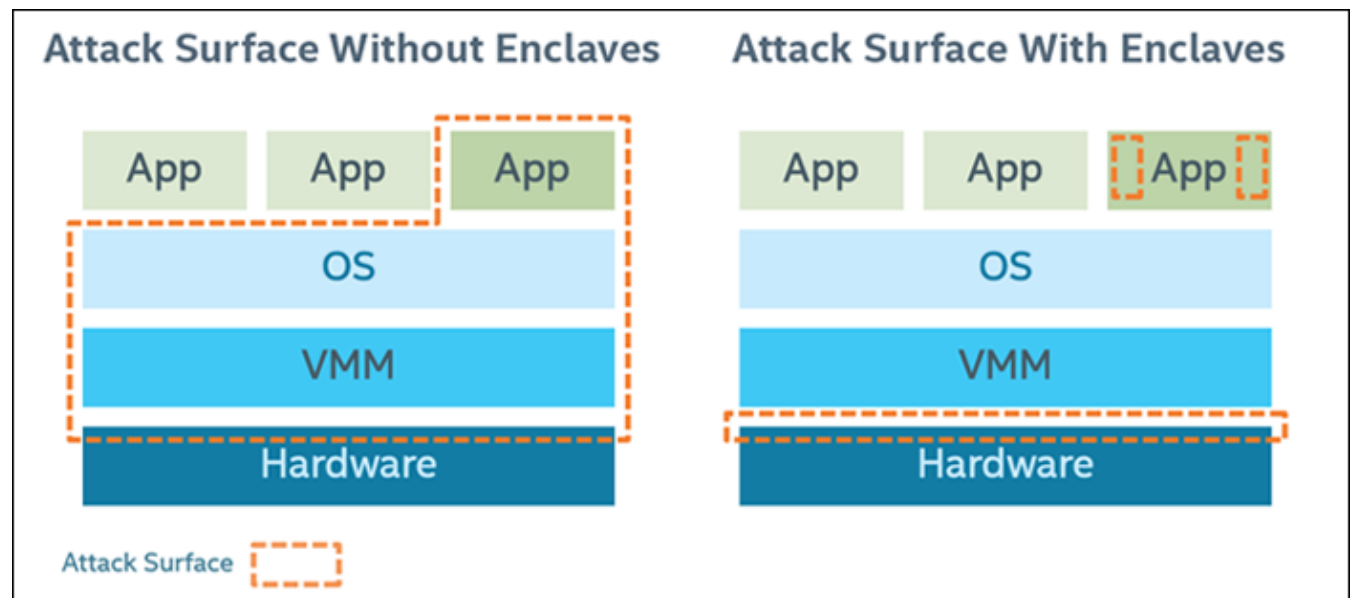 Attack Surface Without Enclaves
Attack Surface With Enclaves
App App App
App App App
OS
OS
VMM
VMM
Hardware
Hardware
Attack Surface